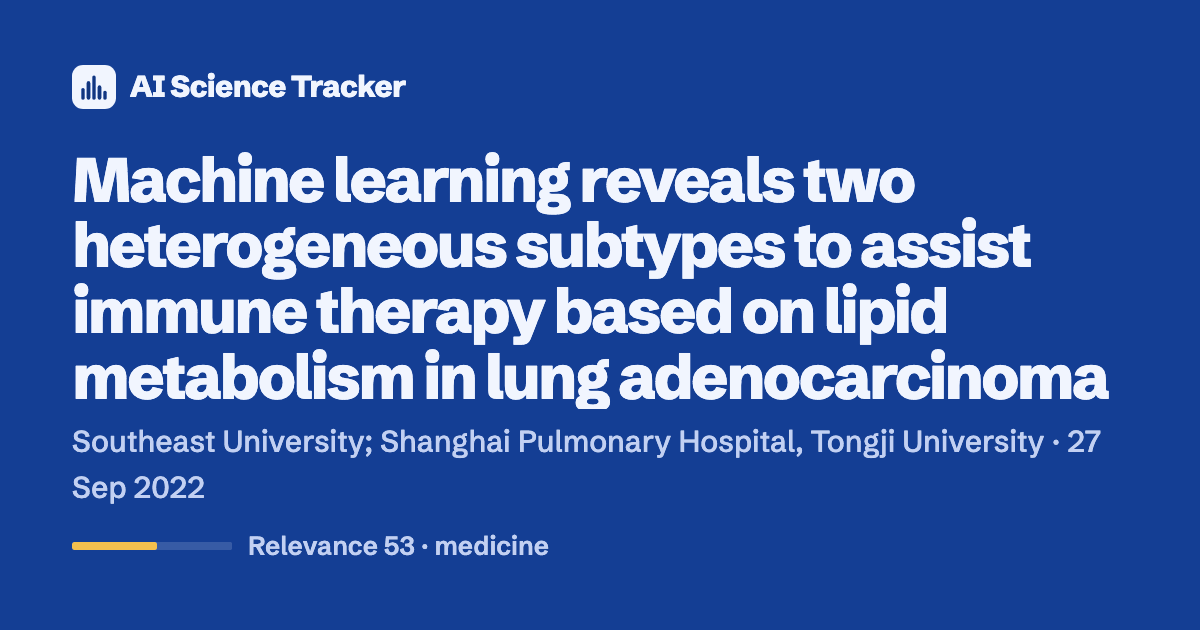 AI Science Tracker
Machine learning reveals two
heterogeneous subtypes to assist
immune therapy based on lipid
metabolism in lung adenocarcinoma
Southeast University; Shanghai Pulmonary Hospital, Tongji University · 27
Sep 2022
Relevance 53 · medicine